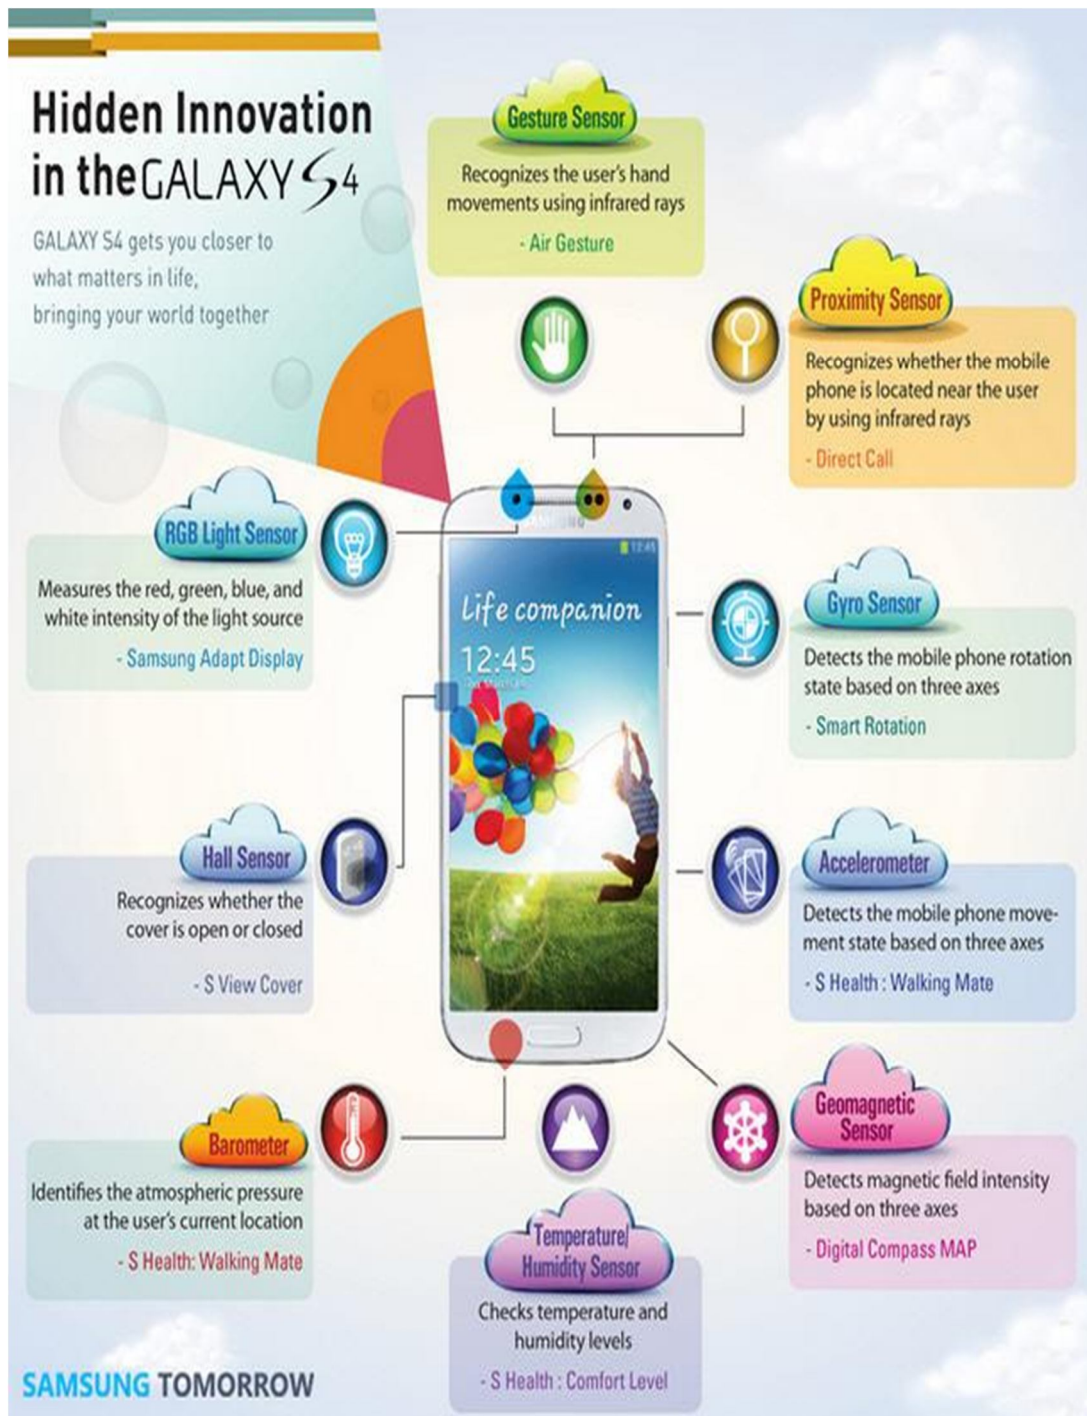 Hidden Innovation
in the GALAXY S4
GALAXY S4 gets you closer to
what matters in life,
bringing your world together
Gesture Sensor
Recognizes the user's hand
movements using infrared rays
- Air Gesture
Proximity Sensor
Recognizes whether the mobile
phone is located near the user
by using infrared rays
- Direct Call
RGB Light Sensor
Measures the red, green, blue, and
white intensity of the light source
- Samsung Adapt Display
SAMSUNG
12:45
Life companion
12:45
Gyro Sensor
Detects the mobile phone rotation
state based on three axes
- Smart Rotation
Hall Sensor
Recognizes whether the
cover is open or closed
- S View Cover
Accelerometer
Detects the mobile phone move-
ment state based on three axes
- S Health : Walking Mate
Barometer
Identifies the atmospheric pressure
at the user's current location
- S Health: Walking Mate
Temperature/
Humidity Sensor
Checks temperature and
humidity levels
- S Health : Comfort Level
Geomagnetic
Sensor
Detects magnetic field intensity
based on three axes
- Digital Compass MAP
SAMSUNG TOMORROW